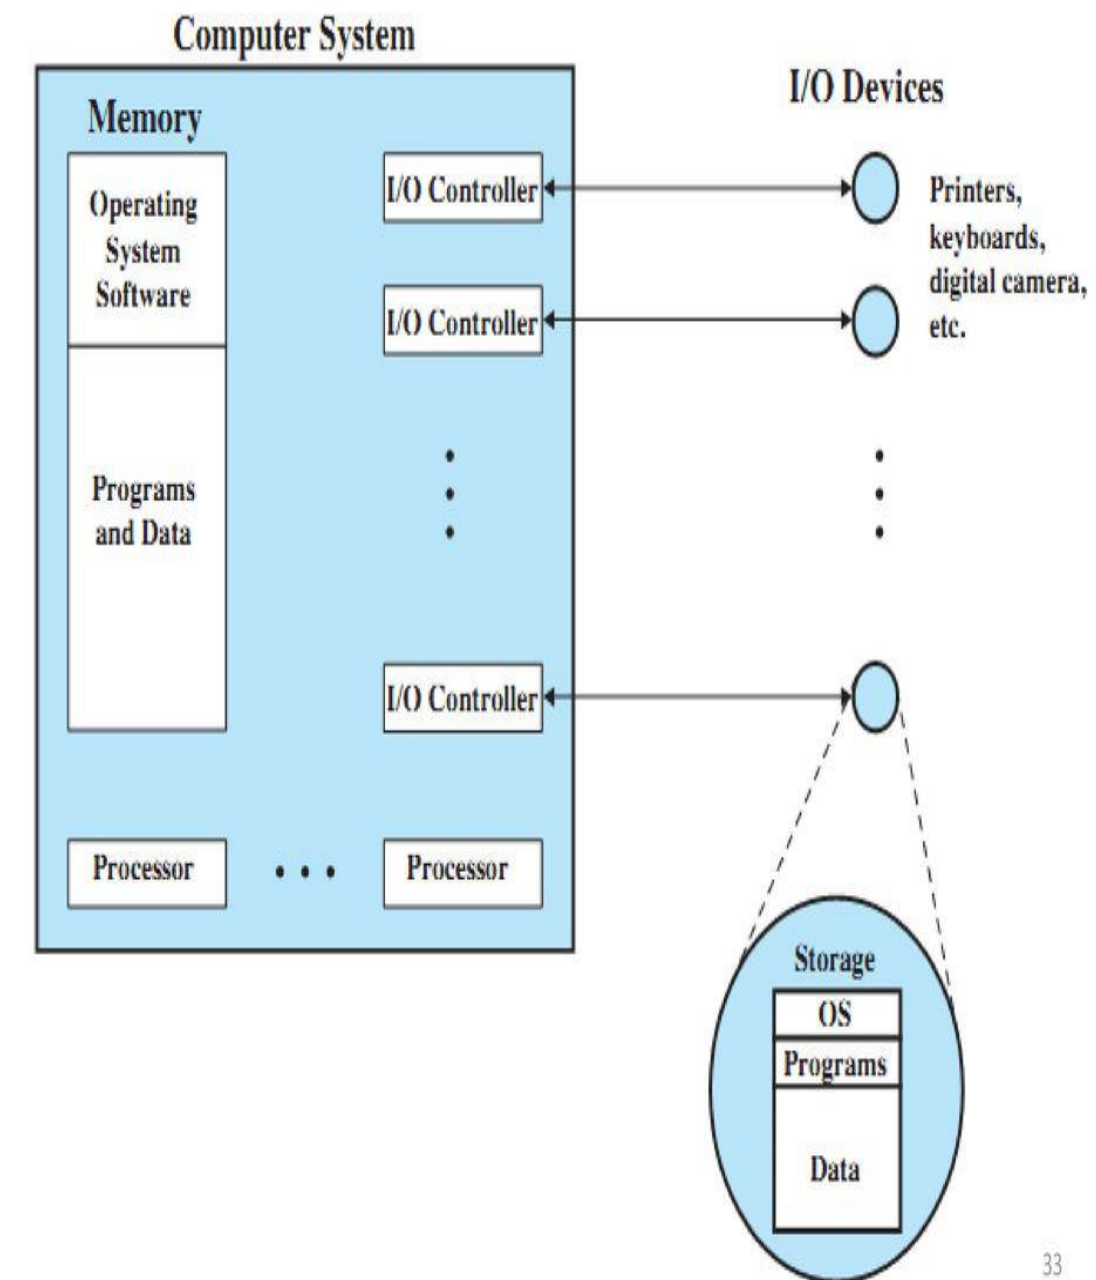 Computer System
Memory
Operating
System
Software
Programs
and Data
I/O Controller
I/O Controller
I/O Controller
Processor
Processor
I/O Devices
Printers,
keyboards,
digital camera,
etc.
Storage
OS
Programs
Data
33